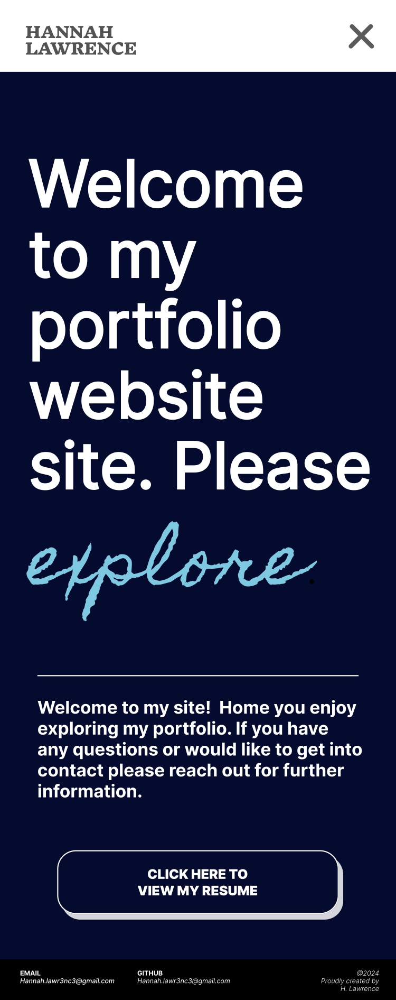 HANNAH
LAWRENCE
Welcome
to my
portfolio
website
site. Please
explore.
Welcome to my site!  Home you enjoy
exploring my portfolio. If you have
any questions or would like to get into
contact please reach out for further
information.
CLICK HERE TO
VIEW MY RESUME
EMAIL
Hannah.lawr3nc3@gmail.com
GITHUB
Hannah.lawr3nc3@gmail.com
@2024
Proudly created by
H. Lawrence